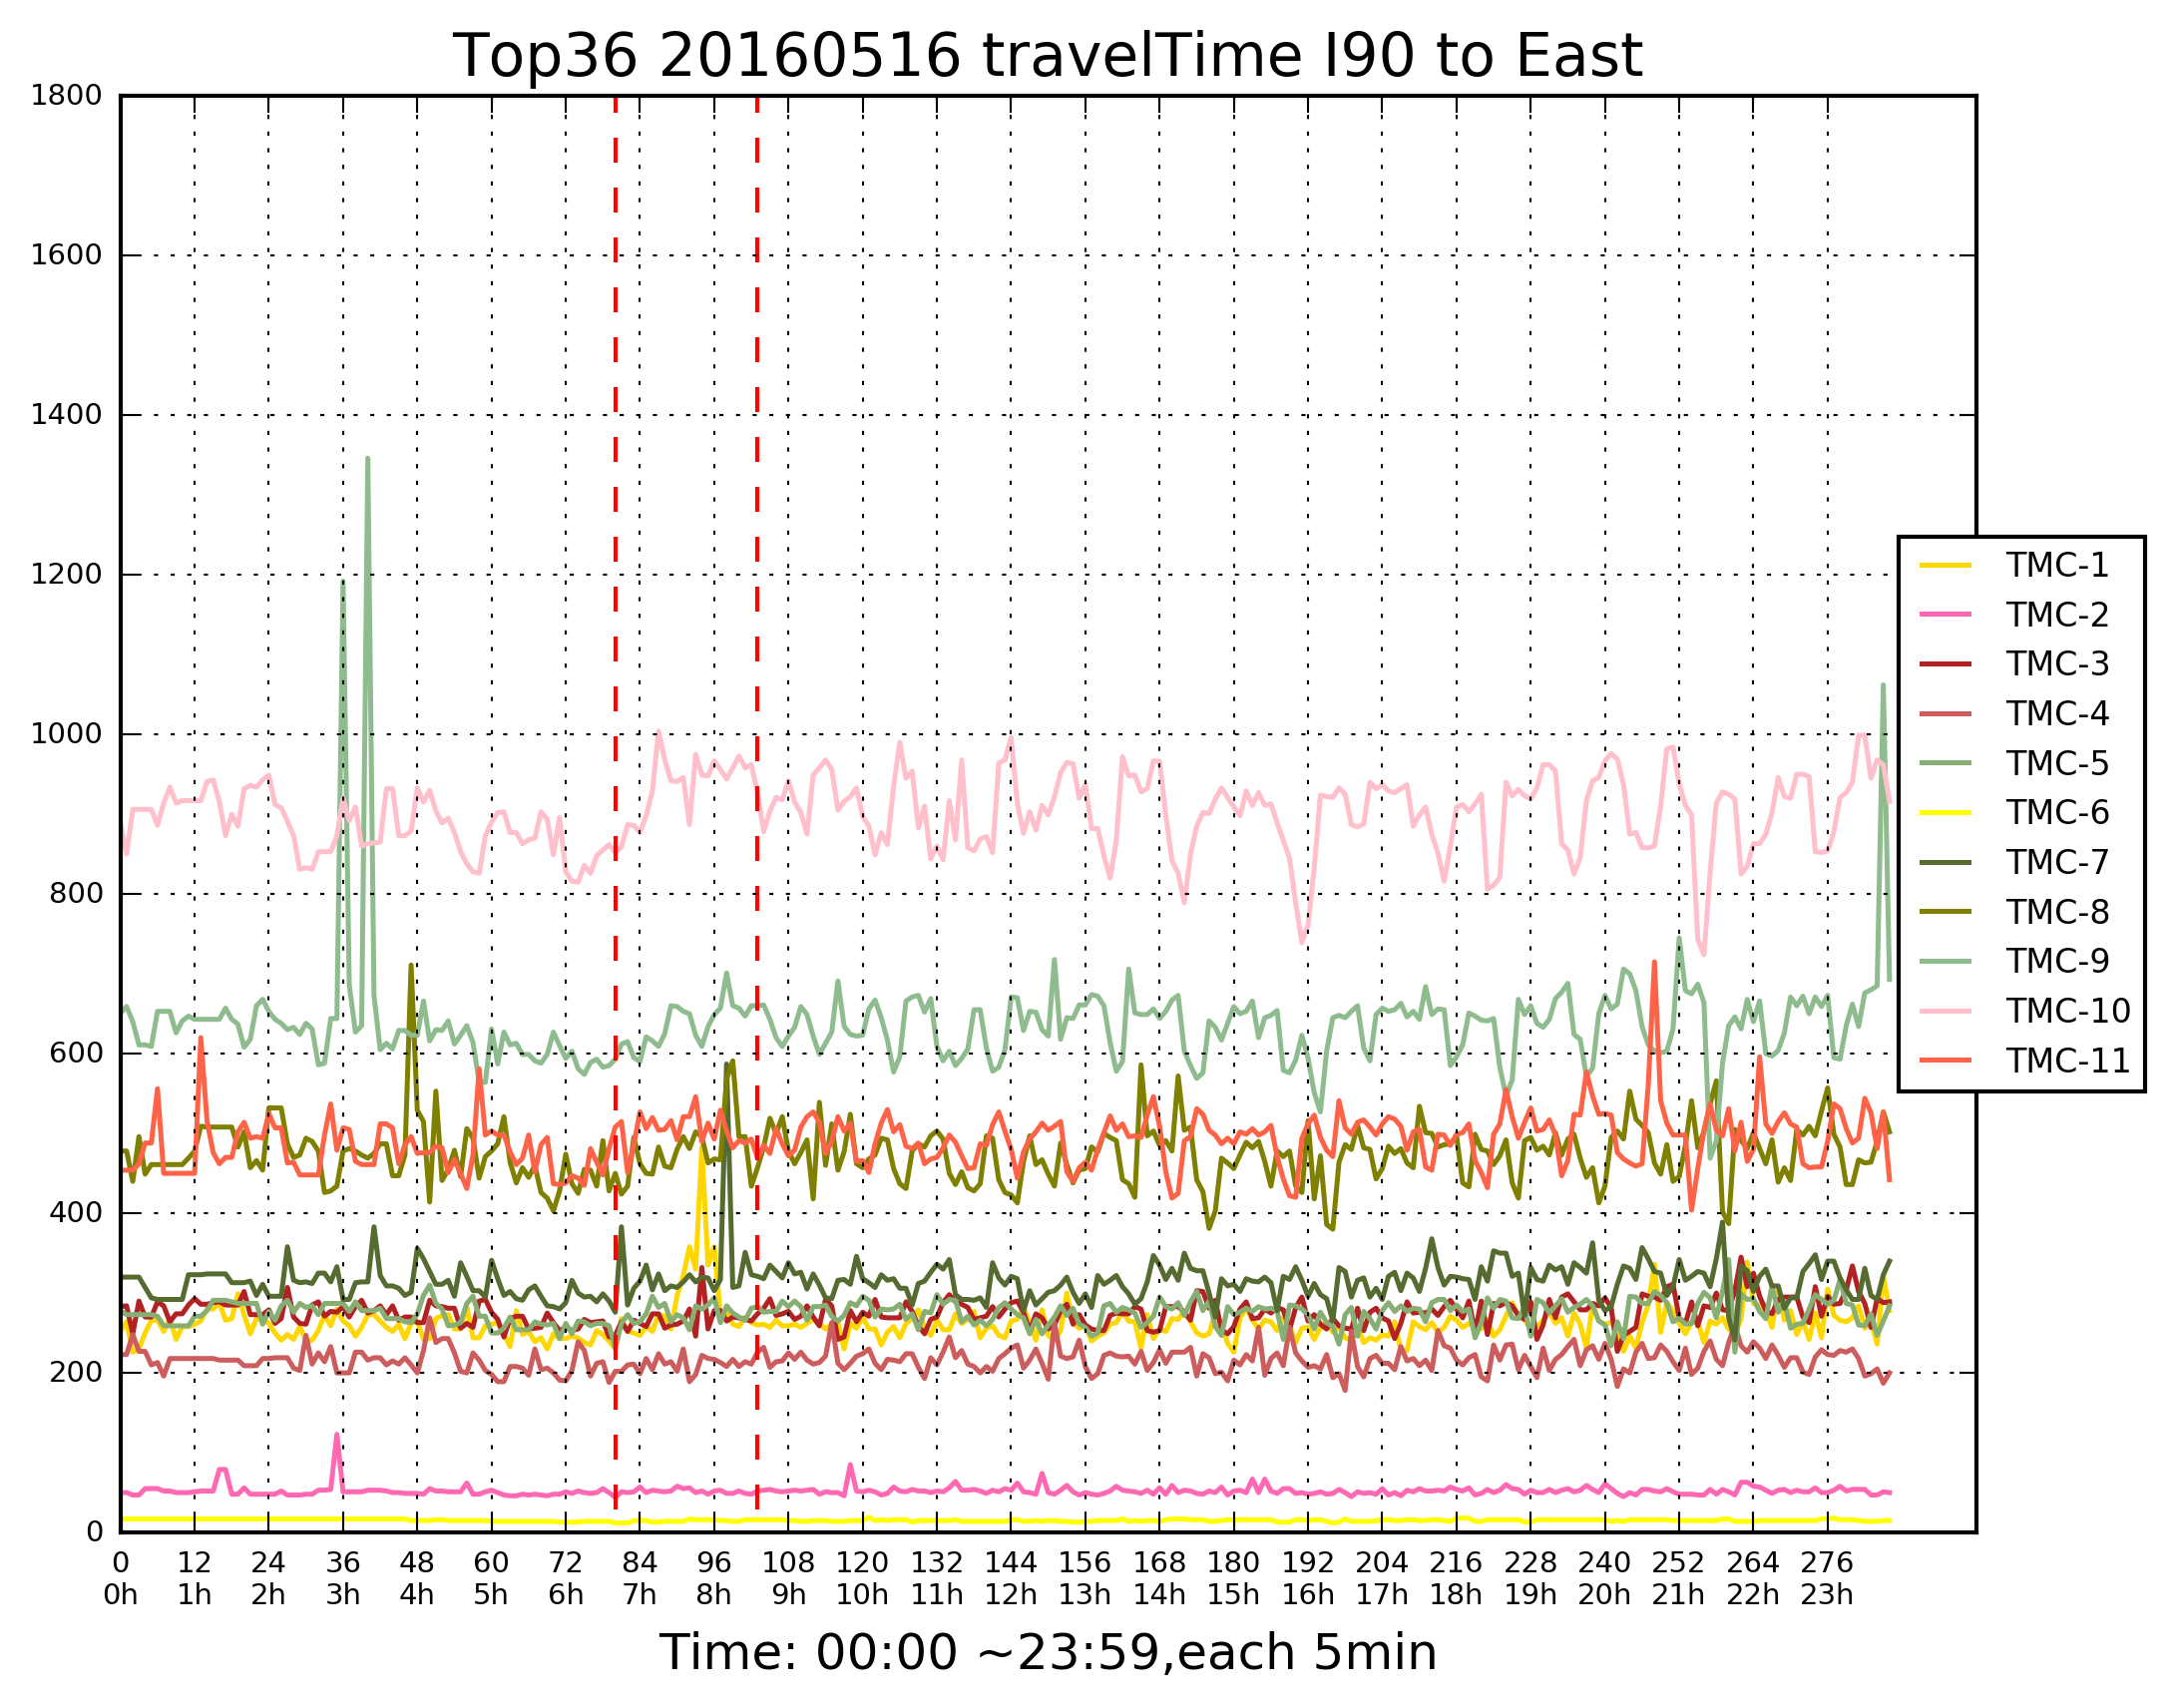 Top36 20160516 travelTime I90 to East
1800
1600
1400
1200
1000
800
600
400
200
0
0 12 24 36 48 60 72 84 96 108 120 132 144 156 168 180 192 204 216 228 240 252 264 276
0h 1h 2h 3h 4h 5h 6h 7h 8h 9h 10h 11h 12h 13h 14h 15h 16h 17h 18h 19h 20h 21h 22h 23h
Time: 00:00 ~23:59,each 5min
TMC-1
TMC-2
TMC-3
TMC-4
TMC-5
TMC-6
TMC-7
TMC-8
TMC-9
TMC-10
TMC-11